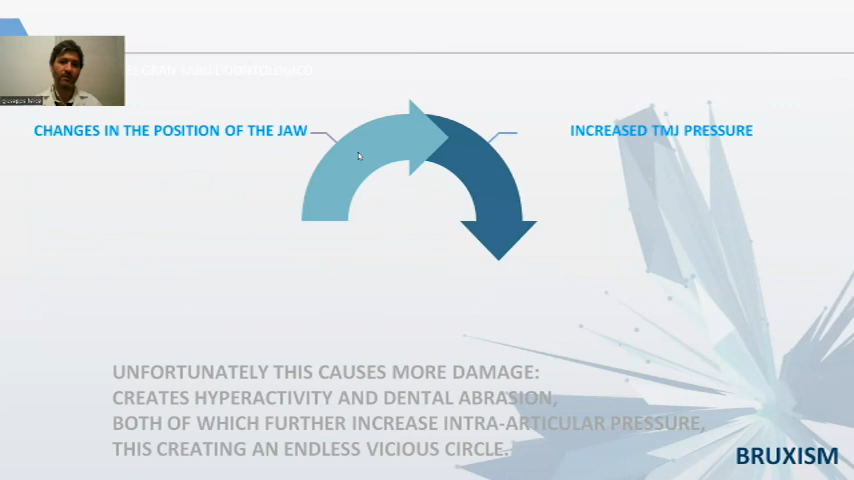 CHANGES IN THE POSITION OF THE JAW
INCREASED TMJ PRESSURE
UNFORTUNATELY THIS CAUSES MORE DAMAGE:
CREATES HYPERACTIVITY AND DENTAL ABRASION,
BOTH OF WHICH FURTHER INCREASE INTRA-ARTICULAR PRESSURE,
THIS CREATING AN ENDLESS VICIOUS CIRCLE.
BRUXISM